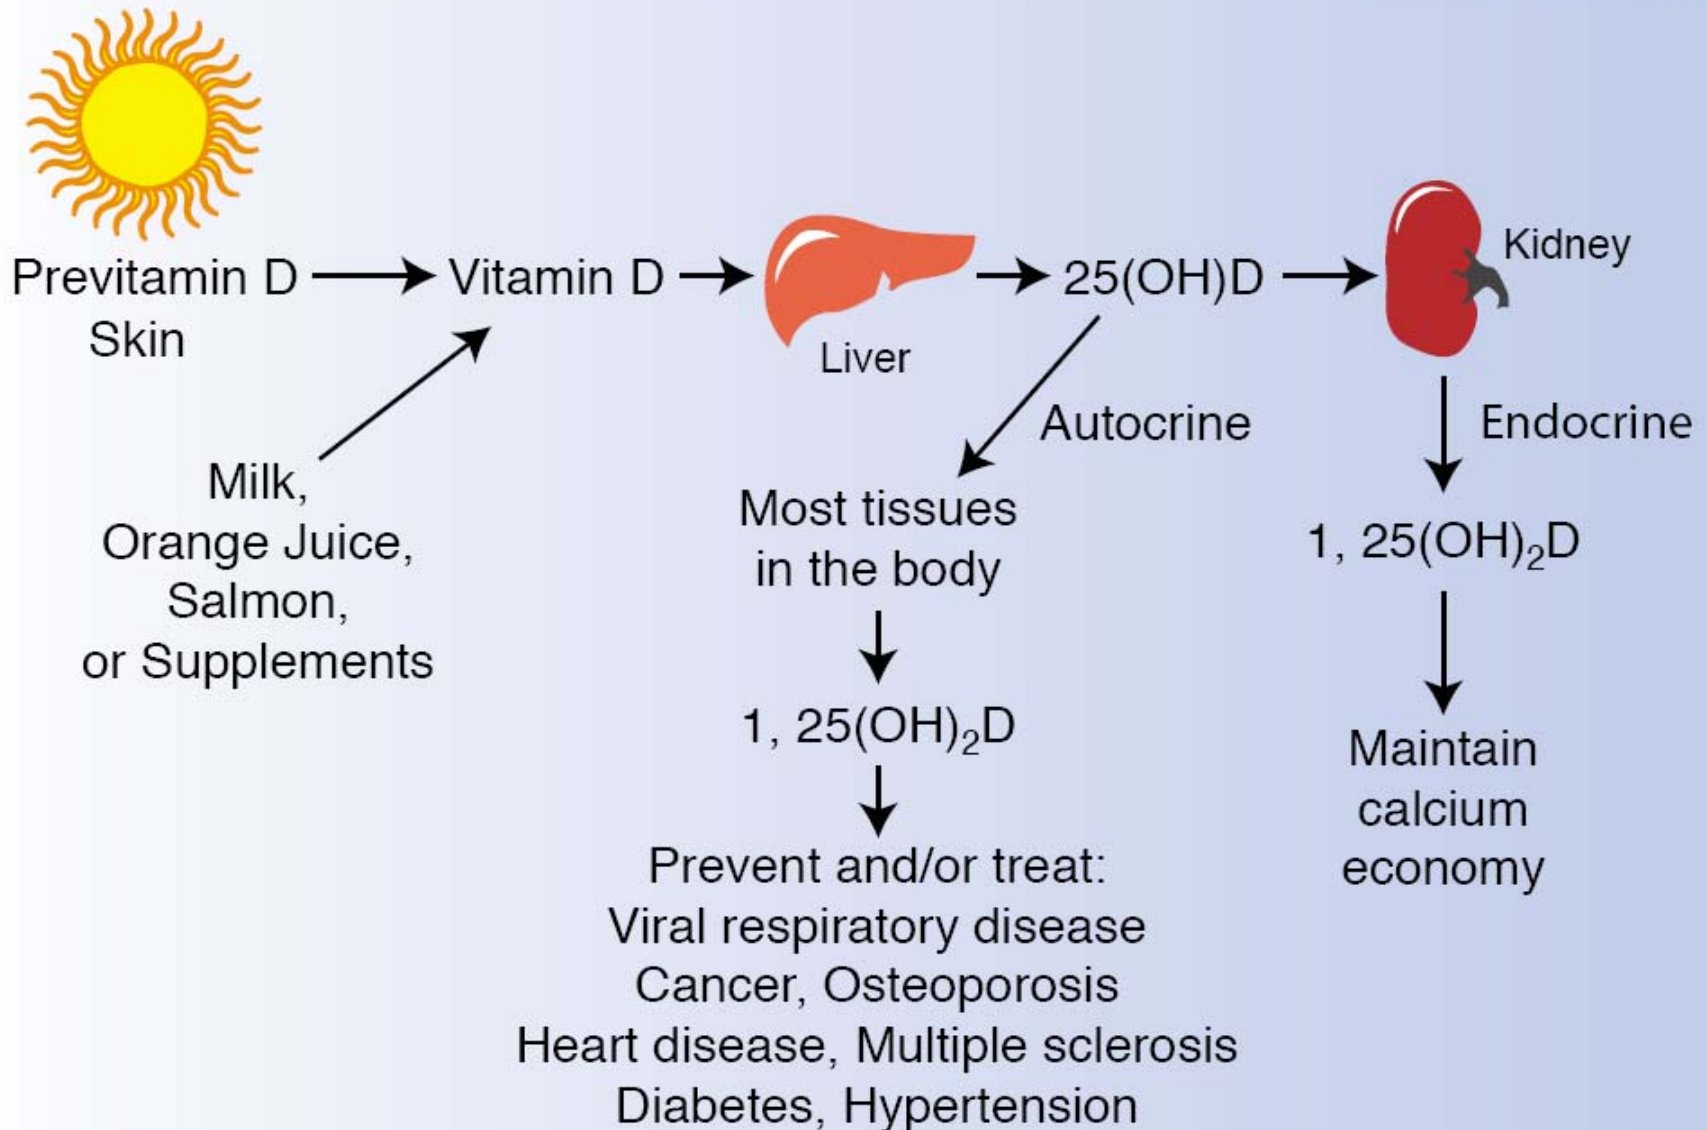 Previtamin D
Skin
Vitamin D
Liver
25(OH)D
Kidney
Milk,
Orange Juice,
Salmon,
or Supplements
Autocrine
Most tissues
in the body
1, 25(OH)₂D
Prevent and/or treat:
Viral respiratory disease
Cancer, Osteoporosis
Heart disease, Multiple sclerosis
Diabetes, Hypertension
Endocrine
1, 25(OH)₂D
Maintain
calcium
economy